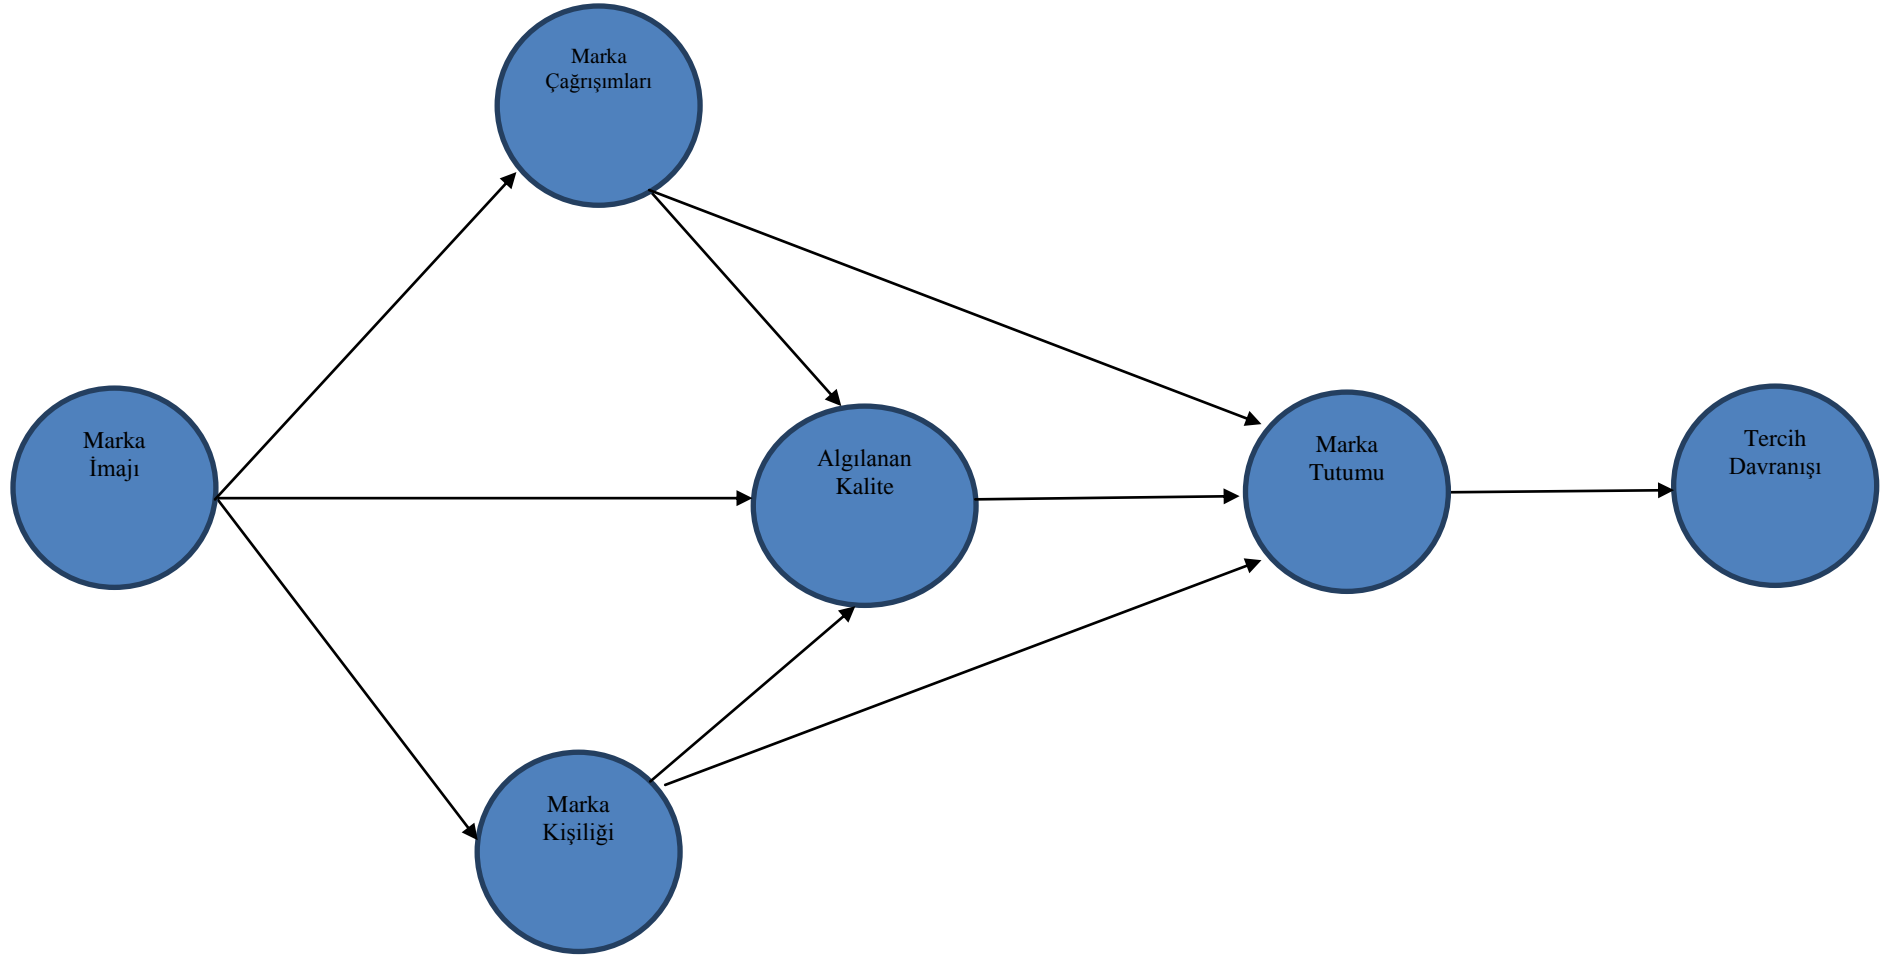 Marka
Çağrışımları
Marka
İmajı
Algılanan
Kalite
Marka
Tutumu
Tercih
Davranışı
Marka
Kişiliği